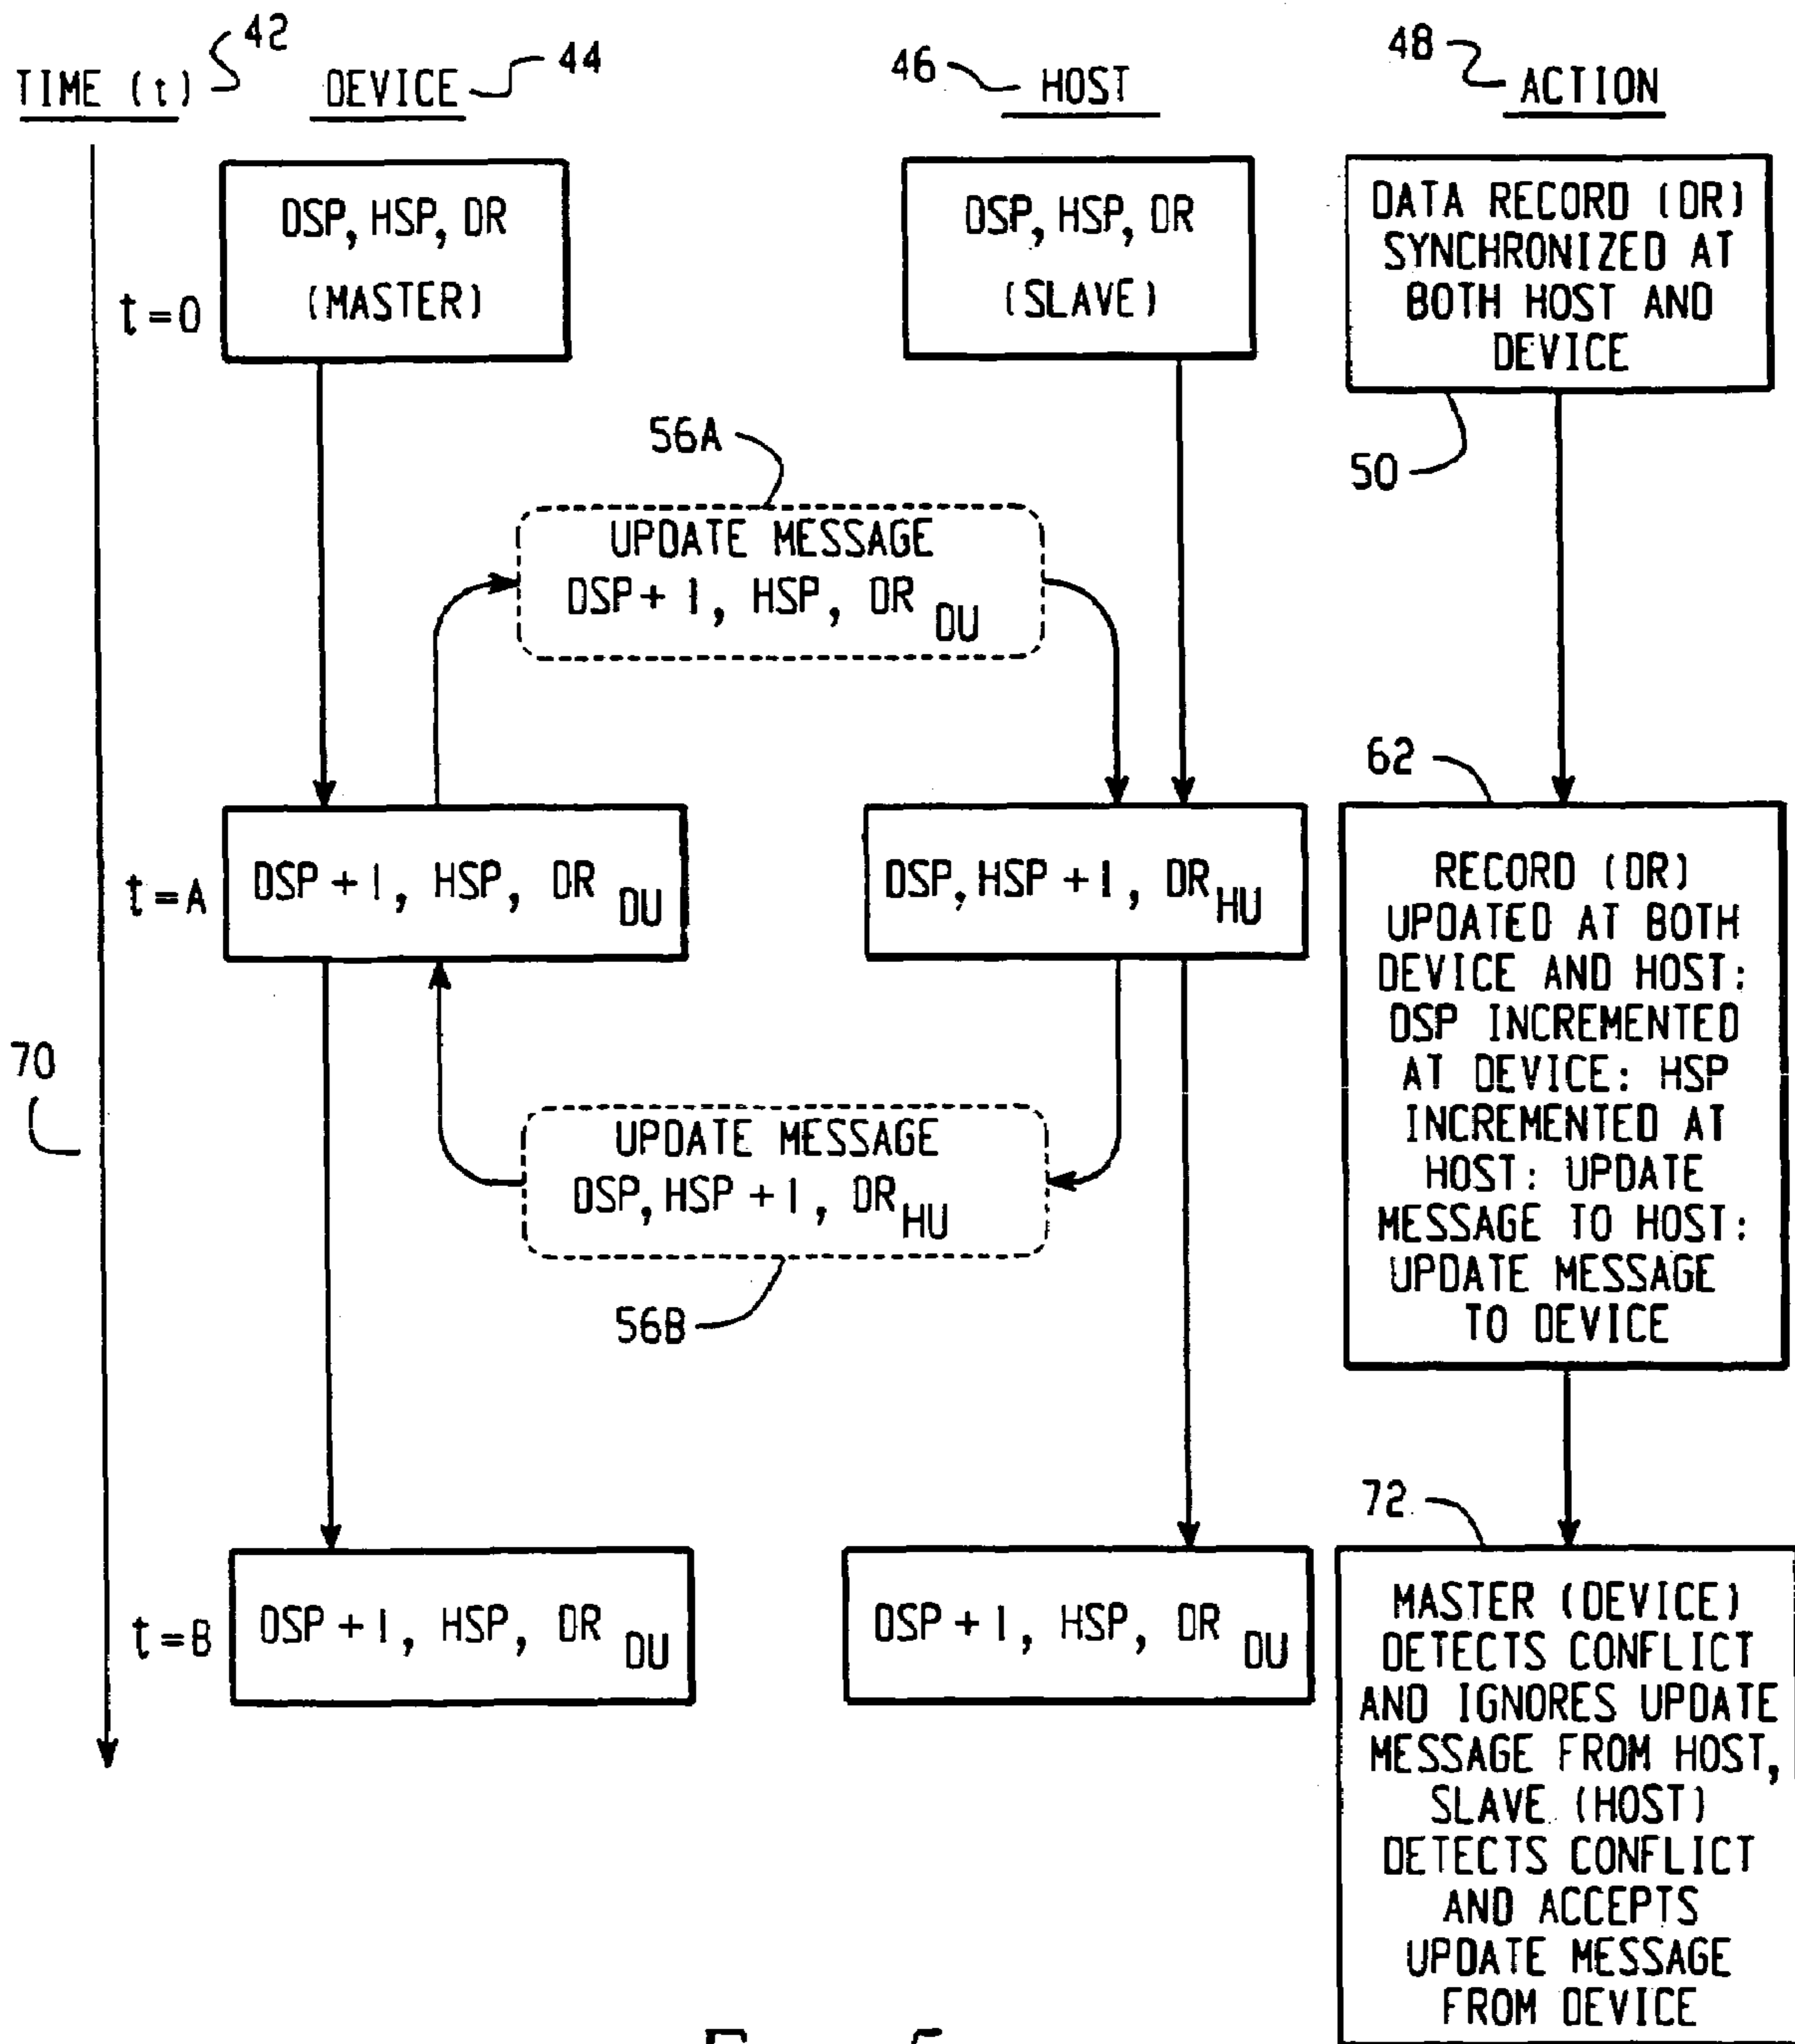 TIME (t) 42
DEVICE 44
46 HOST
48 ACTION
t=0
DSP, HSP, DR
(MASTER)
DSP, HSP, DR
(SLAVE)
DATA RECORD (DR)
SYNCHRONIZED AT
BOTH HOST AND
DEVICE
50
56A
UPDATE MESSAGE
DSP+1, HSP, DR DU
t=A
DSP+1, HSP, DR DU
DSP, HSP+1, DR HU
62
RECORD (DR)
UPDATED AT BOTH
DEVICE AND HOST:
DSP INCREMENTED
AT DEVICE: HSP
INCREMENTED AT
HOST: UPDATE
MESSAGE TO HOST:
UPDATE MESSAGE
TO DEVICE
70
UPDATE MESSAGE
DSP, HSP+1, DR HU
56B
t=B
DSP+1, HSP, DR DU
DSP+1, HSP, DR DU
72
MASTER (DEVICE)
DETECTS CONFLICT
AND IGNORES UPDATE
MESSAGE FROM HOST,
SLAVE (HOST)
DETECTS CONFLICT
AND ACCEPTS
UPDATE MESSAGE
FROM DEVICE